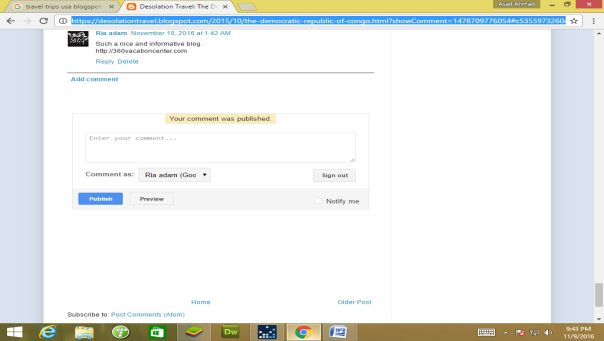 Asad Ahmad
travel trips usa blogspot
Desolation Travel: The De
https://desolationtravel.blogspot.com/2015/10/the-democratic-republic-of-congo.html?showComment=1478709776054#c5355973260
Ria adam November 10, 2016 at 1:42 AM
Such a nice and informative blog.
http://360vacationcenter.com
Reply Delete
Add comment
Your comment was published.
Enter your comment...
Comment as: Ria adam (Goo
Sign out
Publish Preview
Notify me
Home Older Post
Subscribe to: Post Comments (Atom)
Dw
9:43 PM
11/9/2016